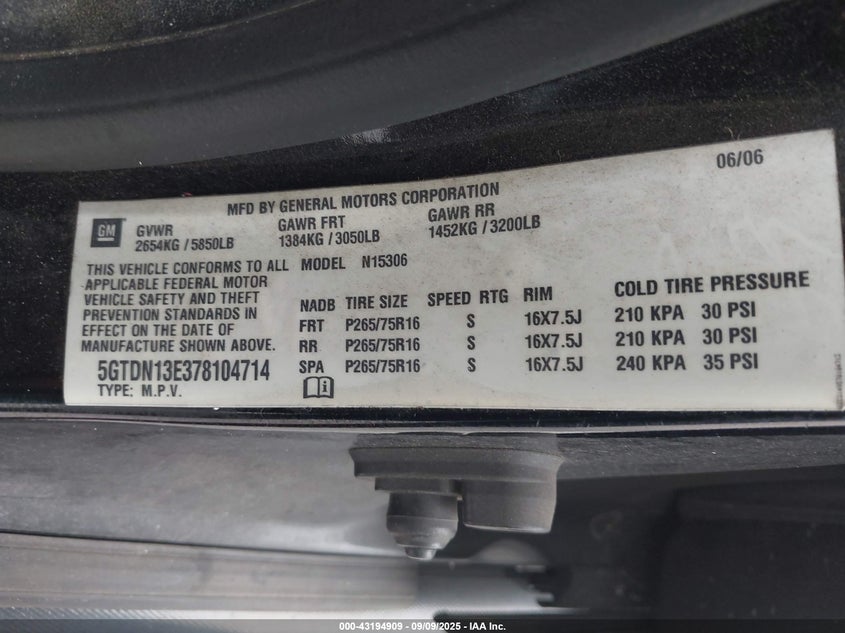 06/06
MFD BY GENERAL MOTORS CORPORATION
GM
GVWR GAWR FRT GAWR RR
2654KG / 5850LB 1384KG / 3050LB 1452KG / 3200LB
THIS VEHICLE CONFORMS TO ALL MODEL N15306
APPLICABLE FEDERAL MOTOR
VEHICLE SAFETY AND THEFT
PREVENTION STANDARDS IN
EFFECT ON THE DATE OF
MANUFACTURE SHOWN ABOVE.
NADB TIRE SIZE SPEED RTG RIM COLD TIRE PRESSURE
FRT P265/75R16 S 16X7.5J 210 KPA 30 PSI
RR P265/75R16 S 16X7.5J 210 KPA 30 PSI
SPA P265/75R16 S 16X7.5J 240 KPA 35 PSI
5GTDN13E378104714
TYPE: M.P.V.
000-43194909 - 09/09/2025 - IAA Inc.